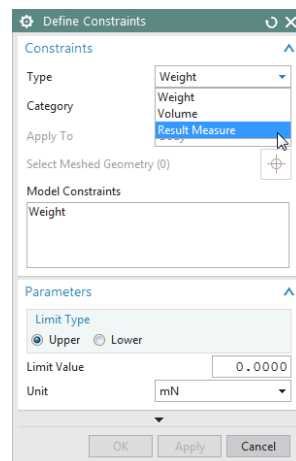 Define Constraints
Constraints
Type Weight
Weight
Category
Volume
Result Measure
Apply To
Select Meshed Geometry (0)
Model Constraints
Weight
Parameters
Limit Type
Upper Lower
Limit Value 0.0000
Unit mN
OK Apply Cancel